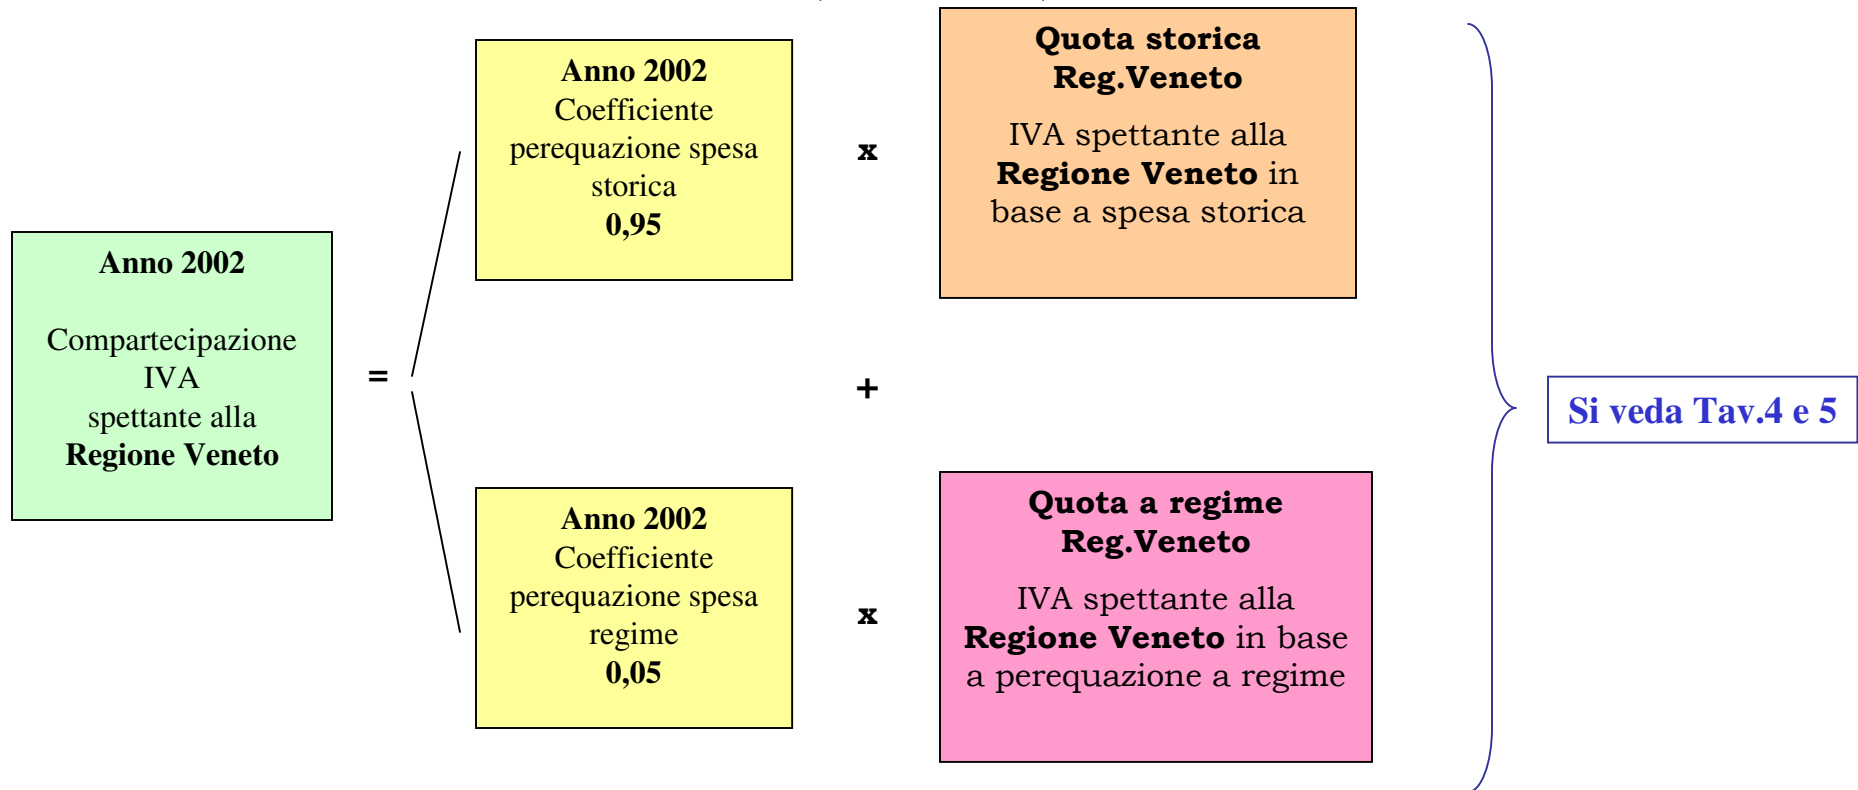 Anno 2002
Coefficiente
perequazione spesa
storica
0,95
x
Quota storica
Reg.Veneto
IVA spettante alla
Regione Veneto in
base a spesa storica
Anno 2002
Compartecipazione
IVA
spettante alla
Regione Veneto
=
+
Si veda Tav.4 e 5
Anno 2002
Coefficiente
perequazione spesa
regime
0,05
x
Quota a regime
Reg.Veneto
IVA spettante alla
Regione Veneto in base
a perequazione a regime